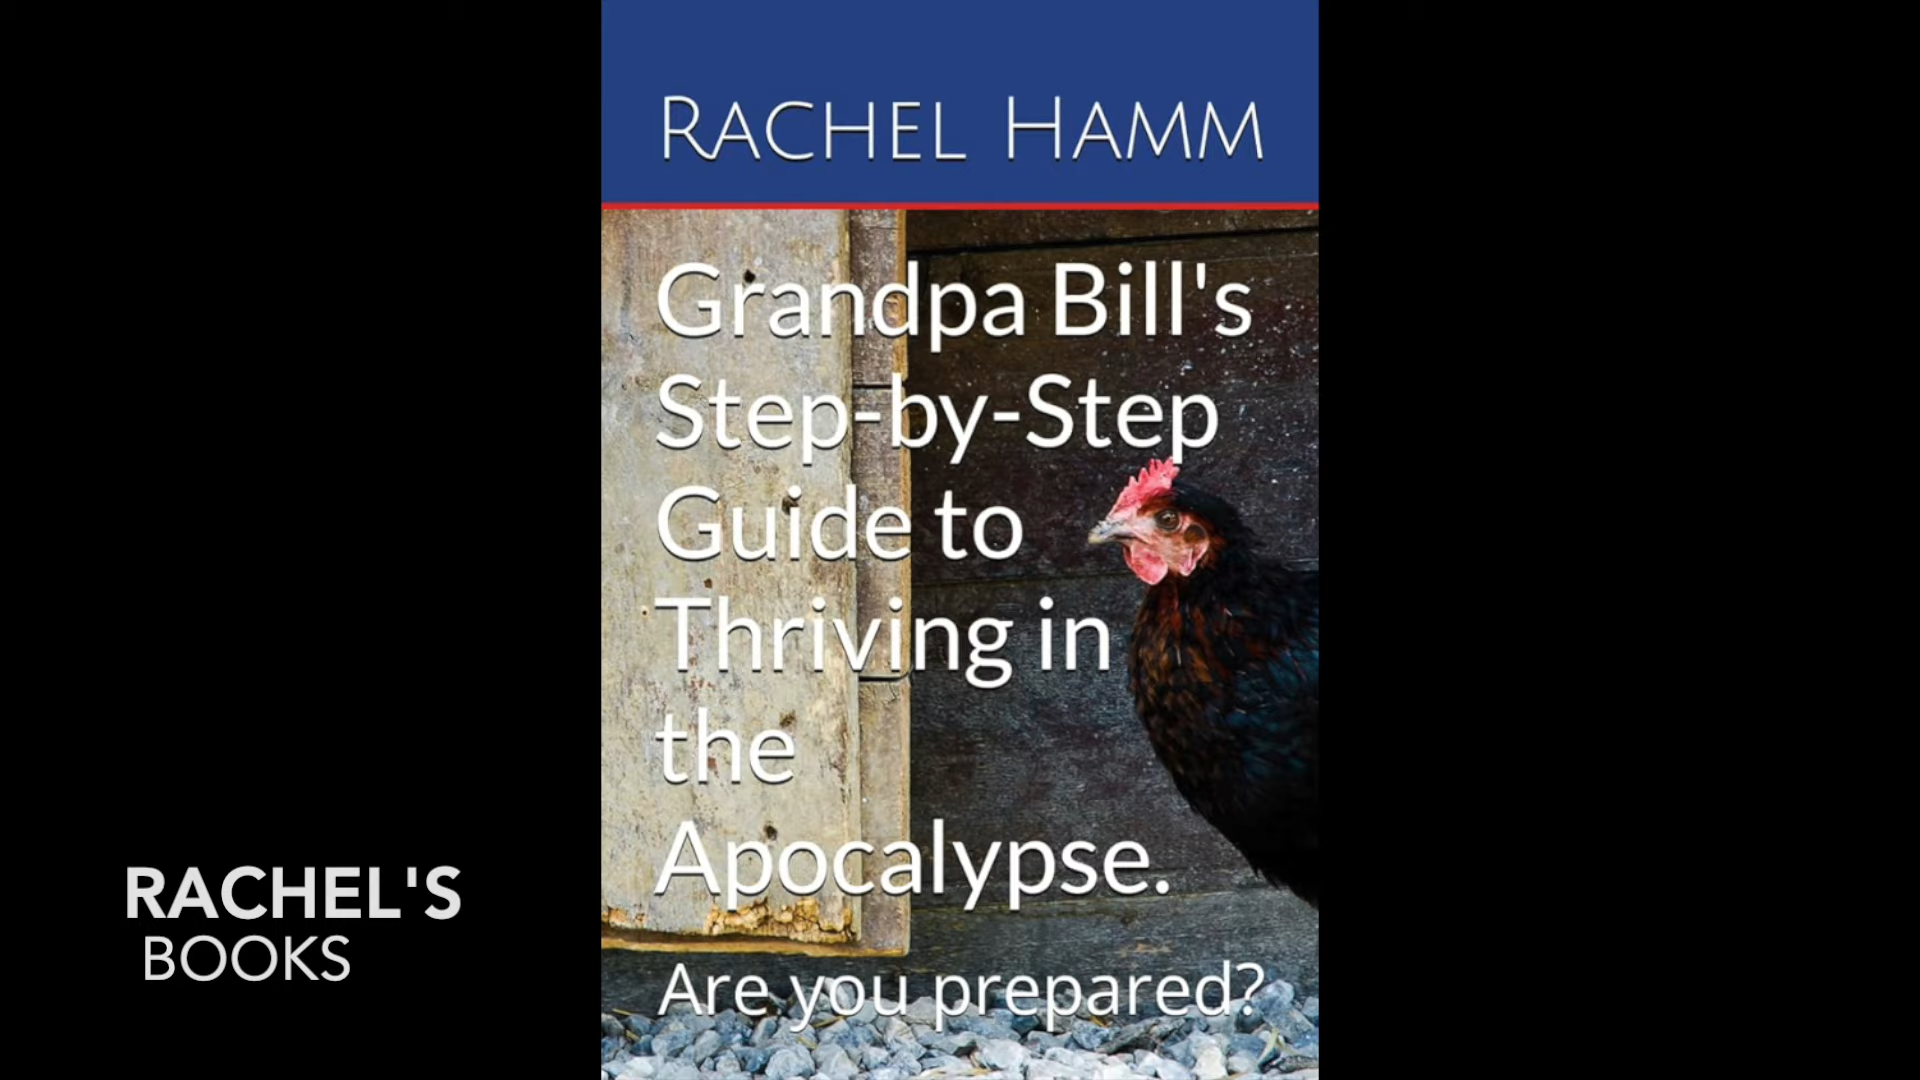 RACHEL HAMM
Grandpa Bill's
Step-by-Step
Guide to
Thriving in
the
Apocalypse.
Are you prepared?
RACHEL'S
BOOKS